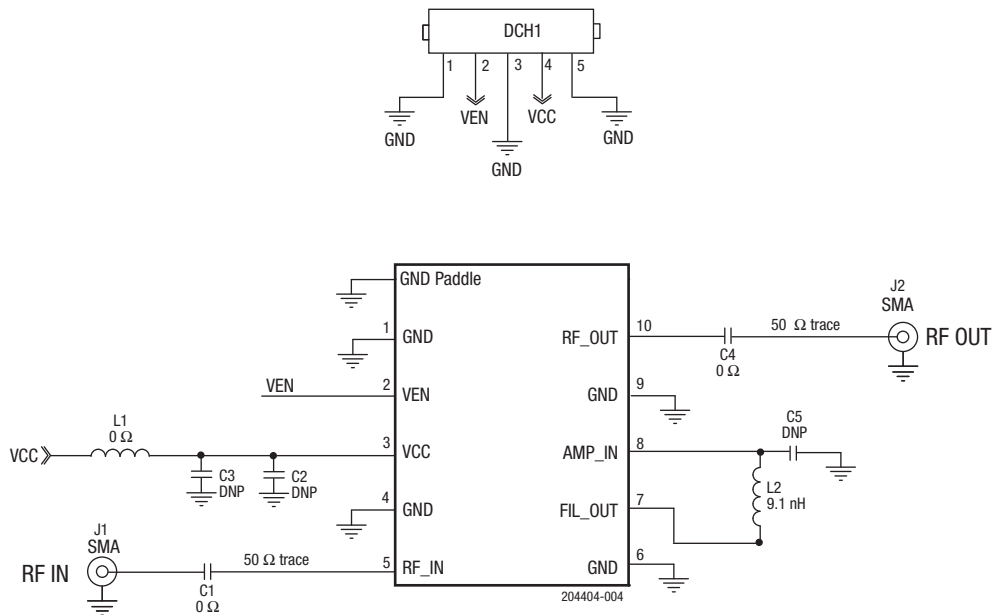 DCH1
1 2 3 4 5
VEN VCC
GND GND
GND
GND Paddle
1 GND
VEN 2 VEN
L1
0 Ω
VCC 3 VCC
C3
DNP
C2
DNP
4 GND
J1
SMA
RF IN
50 Ω trace
5 RF_IN
C1
0 Ω
RF_OUT 10
50 Ω trace
J2
SMA
RF OUT
C4
0 Ω
GND 9
AMP_IN 8
C5
DNP
L2
9.1 nH
FIL_OUT 7
GND 6
204404-004